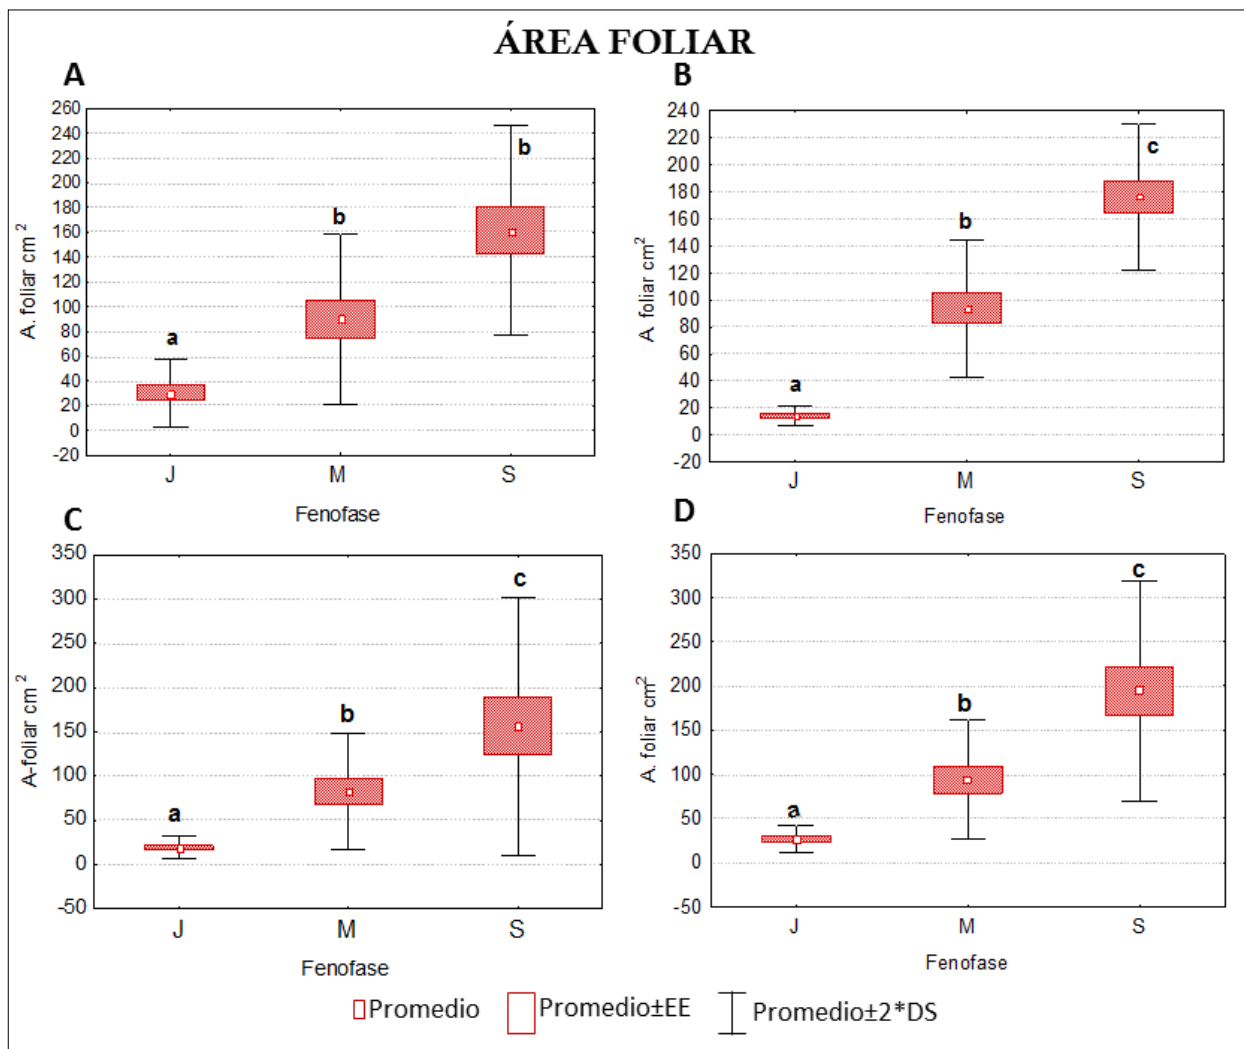 ÁREA FOLIAR
A
260
240
220
200
180
160
140
120
100
80
60
40
20
0
-20
A. foliar cm 2
a
b
b
J M S
Fenofase
B
240
220
200
180
160
140
120
100
80
60
40
20
0
-20
A. foliar cm2
a
b
c
J M S
Fenofase
C
350
300
250
200
150
100
50
0
-50
A-foliar cm 2
a
b
c
J M S
Fenofase
D
350
300
250
200
150
100
50
0
-50
A. foliar cm2
a
b
c
J M S
Fenofase
Promedio Promedio±EE Promedio±2*DS